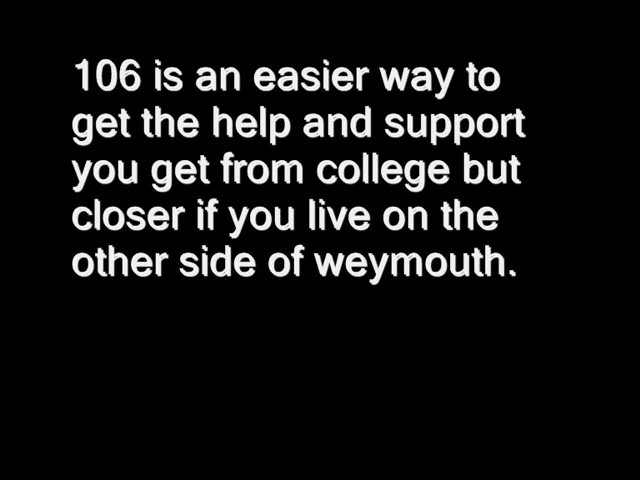 106 is an easier way to
get the help and support
you get from college but
closer if you live on the
other side of weymouth.